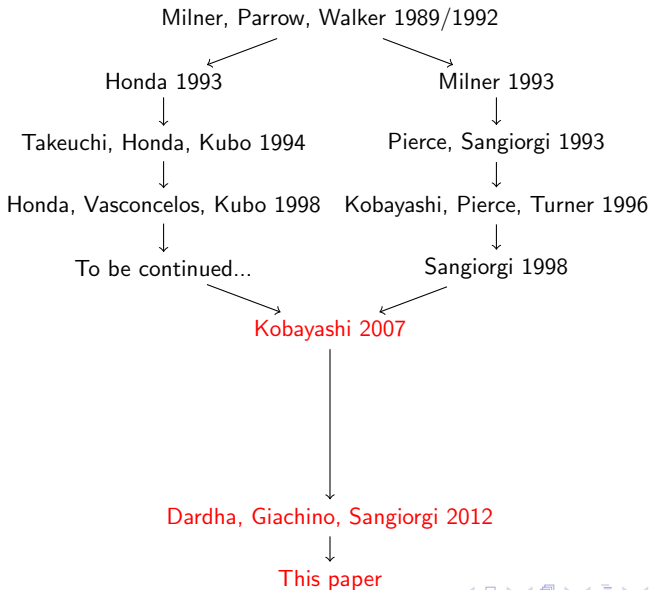 Milner, Parrow, Walker 1989/1992
Honda 1993 Milner 1993
Takeuchi, Honda, Kubo 1994 Pierce, Sangiorgi 1993
Honda, Vasconcelos, Kubo 1998 Kobayashi, Pierce, Turner 1996
To be continued... Sangiorgi 1998
Kobayashi 2007
Dardha, Giachino, Sangiorgi 2012
This paper